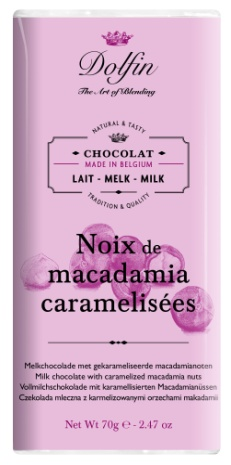 Dolfin
The Art of Blending
NATURAL & TASTY
CHOCOLAT
MADE IN BELGIUM
LAIT - MELK - MILK
TRADITION & QUALITY
Noix de
macadamia
caramelisées
Melkchocolade met gekarameliseerde macadamianoten
Milk chocolate with caramelized macadamia nuts
Vollmilchschokolade mit karamellisierten Macadamianüssen
Czekolada mleczna z karmelizowanymi orzechami makadamii
Net Wt 70g - 2.47 oz